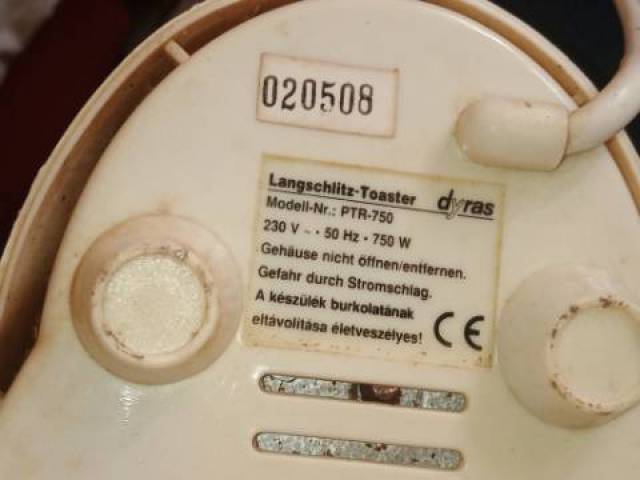 020508
Langschlitz-Toaster dyras
Modell-Nr.: PTR-750
230 V ~ • 50 Hz • 750 W
Gehäuse nicht öffnen/entfernen.
Gefahr durch Stromschlag.
A készülék burkolatának
eltávolítása életveszélyes! CE